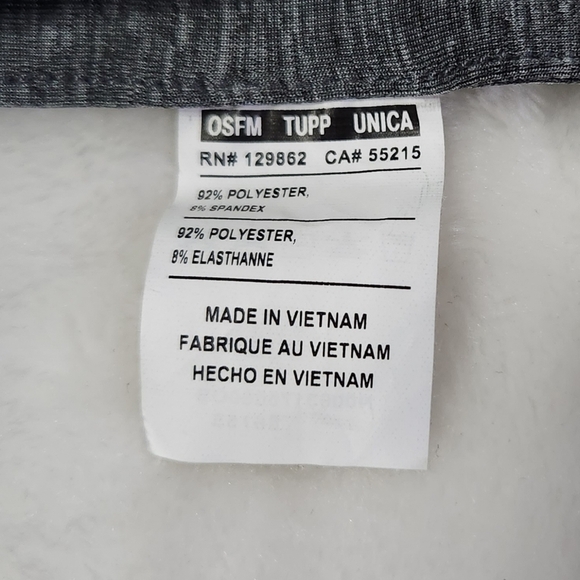 OSFM TUPP UNICA
RN# 129862 CA# 55215
92% POLYESTER,
8% SPANDEX
92% POLYESTER,
8% ELASTHANNE
MADE IN VIETNAM
FABRIQUE AU VIETNAM
HECHO EN VIETNAM